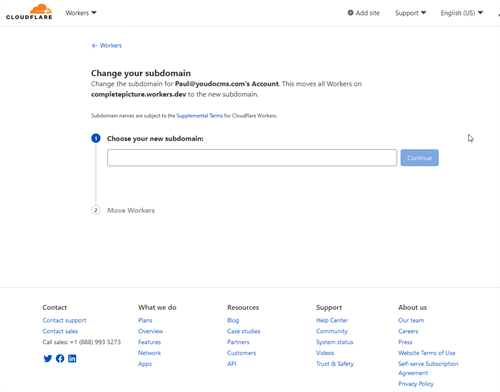 CLOUDFLARE
Workers
Add site
Support
English (US)
← Workers
Change your subdomain
Change the subdomain for Paul@youdocms.com's Account. This moves all Workers on
completepicture.workers.dev to the new subdomain.
Subdomain names are subject to the Supplemental Terms for Cloudflare Workers.
1 Choose your new subdomain:
Continue
2 Move Workers
Contact
Contact support
Contact sales
Call sales: +1 (888) 993 5273
What we do
Plans
Overview
Features
Network
Apps
Resources
Blog
Case studies
Partners
Customers
API
Support
Help Center
Community
System status
Videos
Trust & Safety
About us
Our team
Careers
Press
Website Terms of Use
Self-serve Subscription
Agreement
Privacy Policy